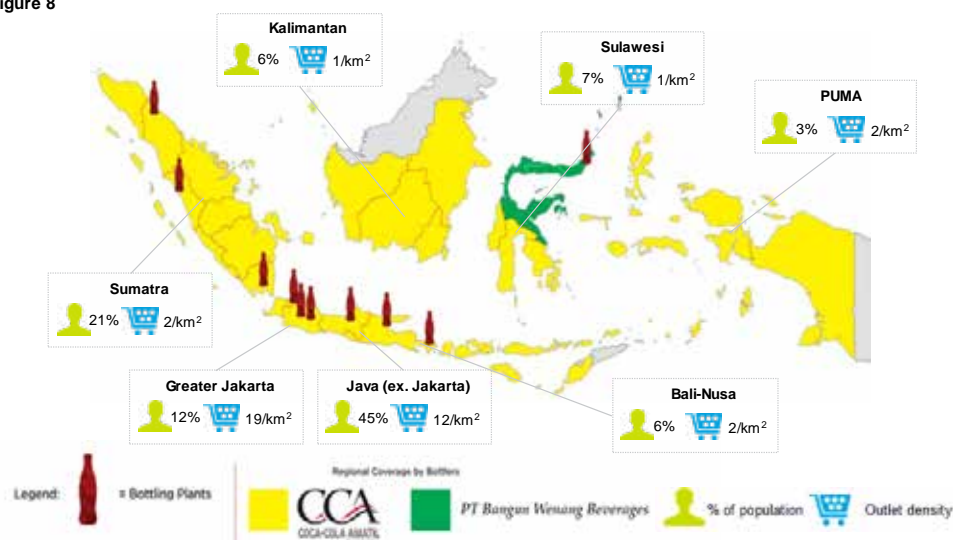 igure 8
Kalimantan
6% 1/km²
Sulawesi
7% 1/km²
PUMA
3% 2/km²
Sumatra
21% 2/km²
Greater Jakarta
12% 19/km²
Java (ex. Jakarta)
45% 12/km²
Bali-Nusa
6% 2/km²
Regional Coverage by Bottlers
Legend: = Bottling Plants
CCA
COCA-COLA AMATIL
PT Bangun Wenang Beverages
% of population
Outlet density